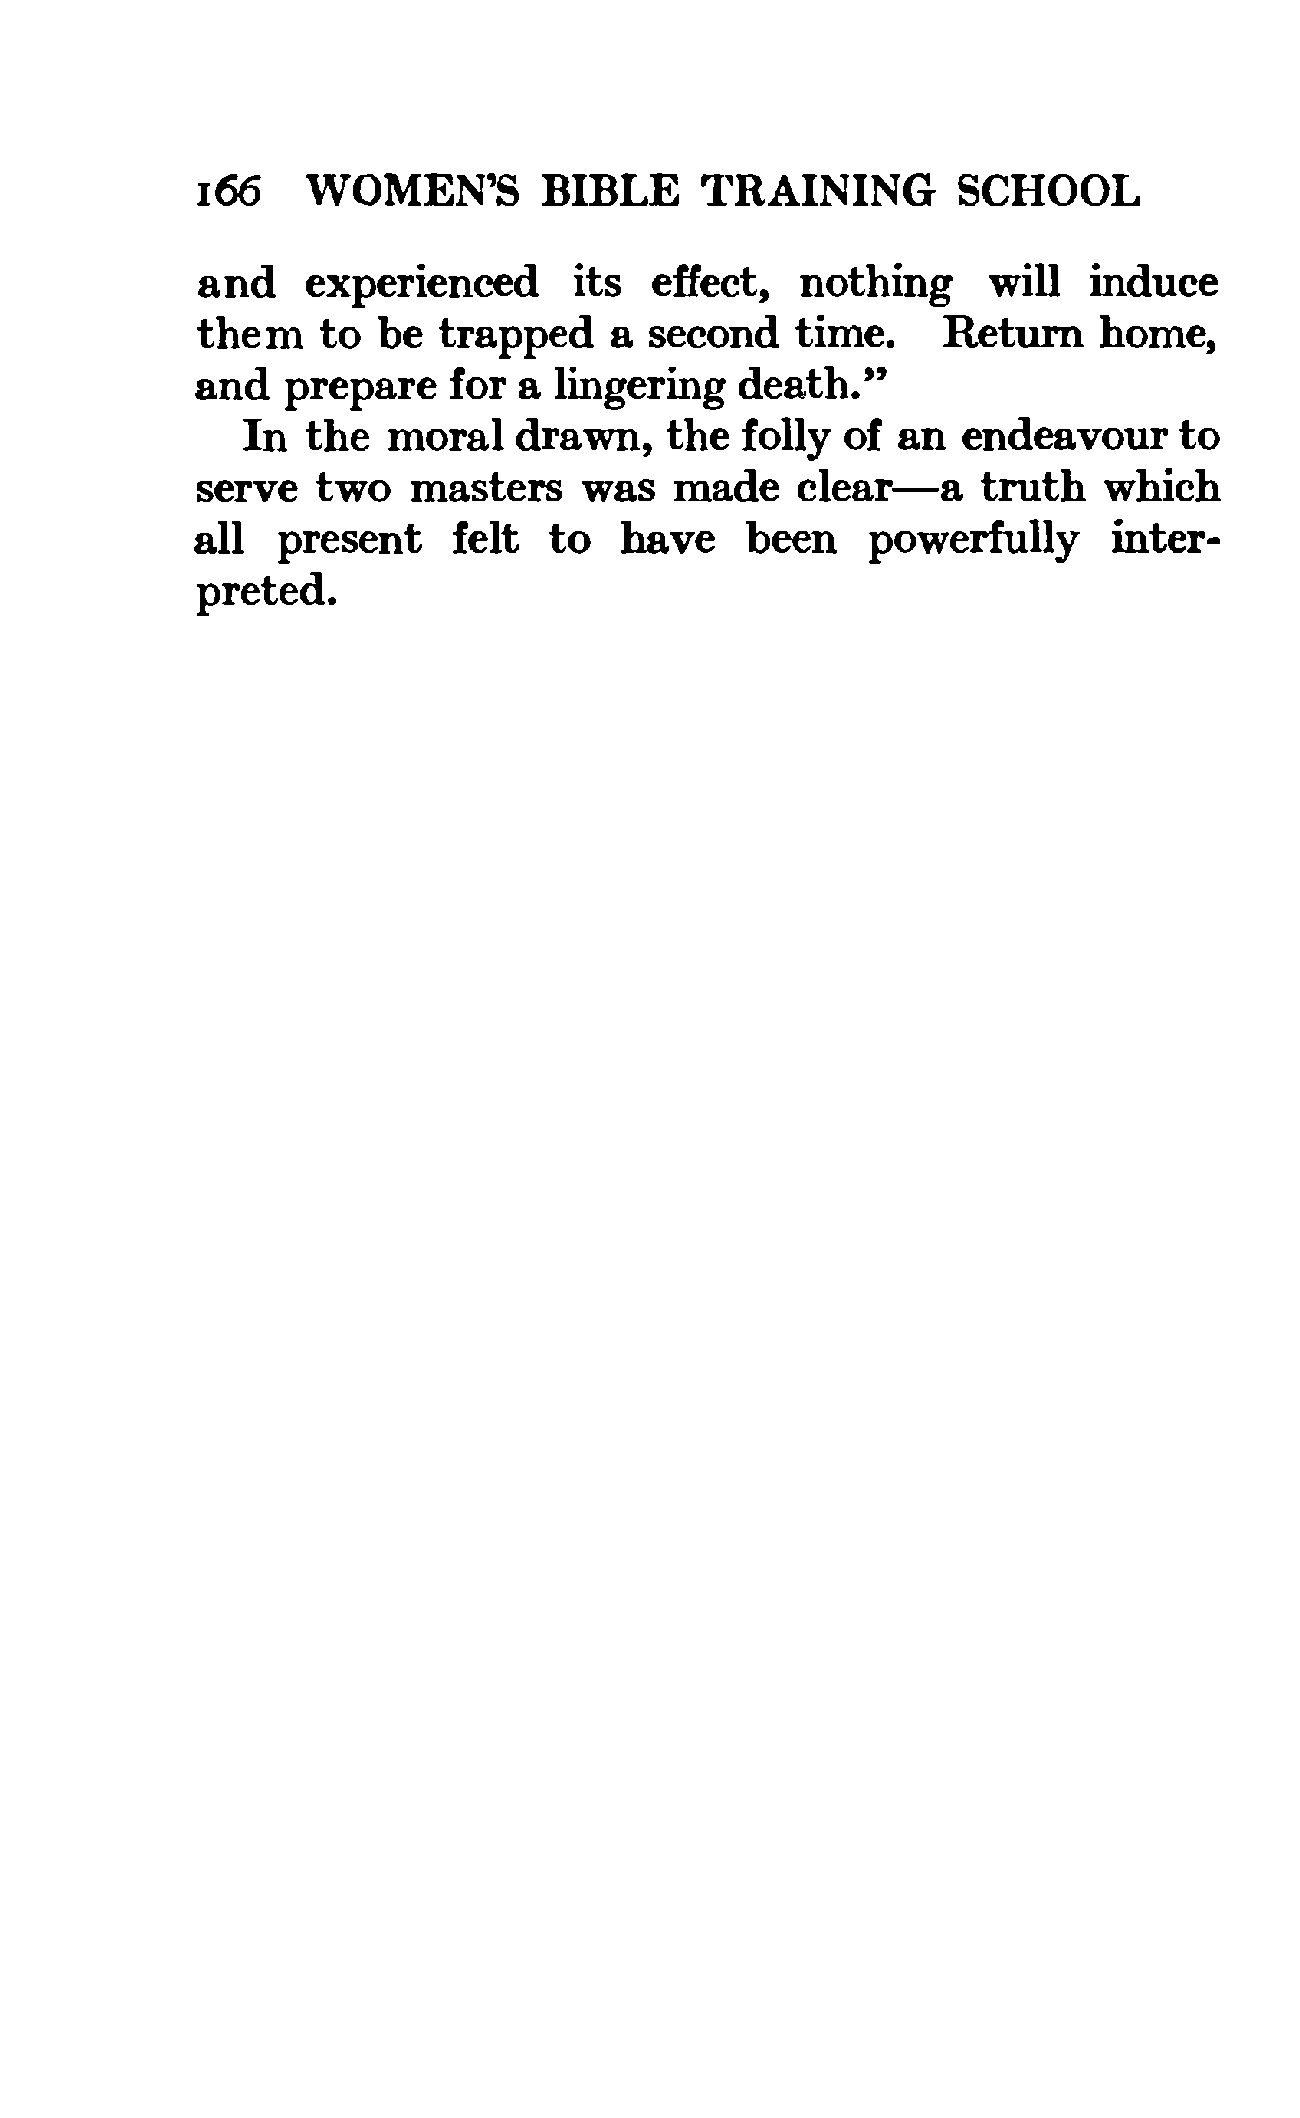 166 WOMEN'S BIBLE TRAINING SCHOOL
and experienced its effect, nothing will induce
them to be trapped a second time. Return home,
and prepare for a lingering death."
In the moral drawn, the folly of an endeavour to
serve two masters was made clear—a truth which
all present felt to have been powerfully inter-
preted.